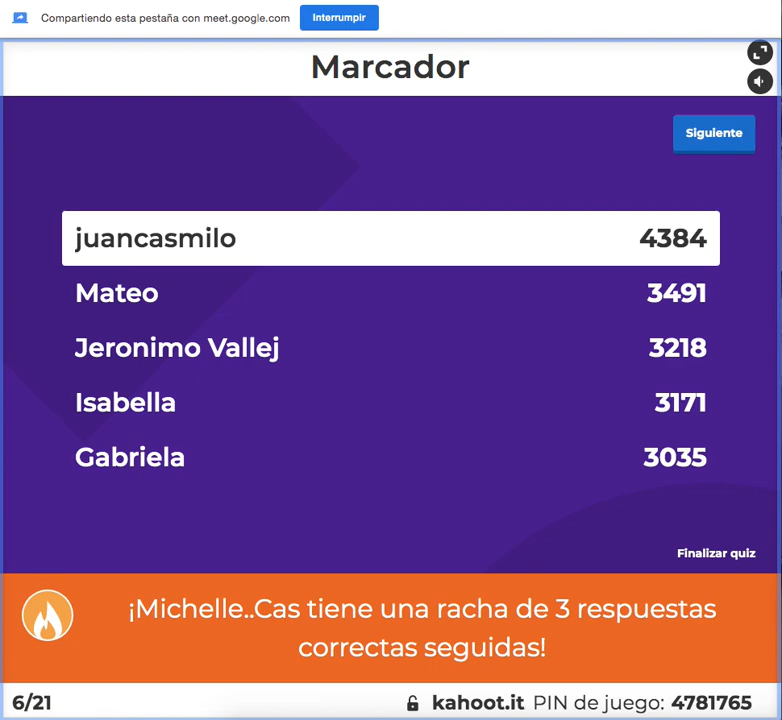 Compartiendo esta pestaña con meet.google.com Interrumpir
Marcador
Siguiente
juancasmilo 4384
Mateo 3491
Jeronimo Vallej 3218
Isabella 3171
Gabriela 3035
Finalizar quiz
¡Michelle..Cas tiene una racha de 3 respuestas
correctas seguidas!
6/21 kahoot.it PIN de juego: 4781765